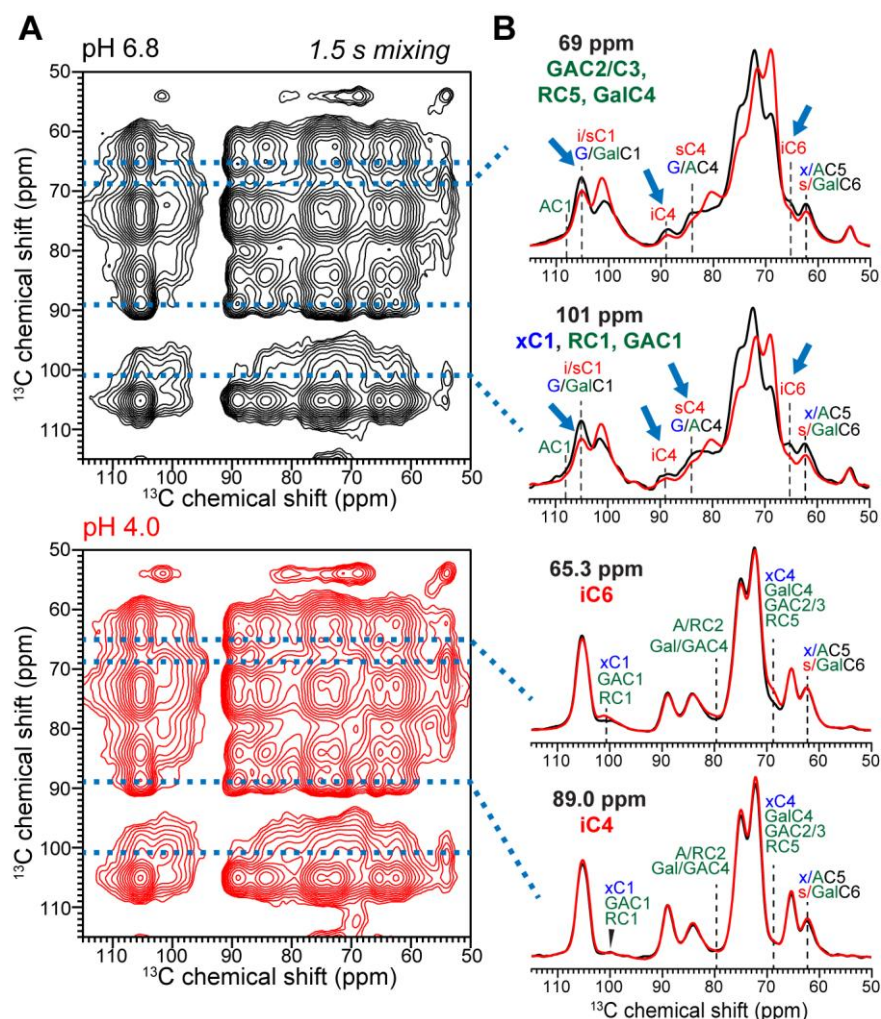 A
pH 6.8
1.5 s mixing
50
60
70
80
90
100
110
110 100 90 80 70 60 50
13C chemical shift (ppm)
13C chemical shift (ppm)
pH 4.0
50
60
70
80
90
100
110
110 100 90 80 70 60 50
13C chemical shift (ppm)
13C chemical shift (ppm)
B
69 ppm
GAC2/C3,
RC5, GalC4
i/sC1
G/GalC1
AC1
iC4
sC4
G/AC4
iC6
x/AC5
s/GalC6
110 100 90 80 70 60 50
101 ppm
xC1, RC1, GAC1
i/sC1
G/GalC1
AC1
iC4
sC4
G/AC4
iC6
x/AC5
s/GalC6
110 100 90 80 70 60 50
65.3 ppm
iC6
xC1
GAC1
RC1
A/RC2
Gal/GAC4
xC4
GalC4
GAC2/3
RC5
x/AC5
s/GalC6
110 100 90 80 70 60 50
89.0 ppm
iC4
xC1
GAC1
RC1
A/RC2
Gal/GAC4
xC4
GalC4
GAC2/3
RC5
x/AC5
s/GalC6
110 100 90 80 70 60 50
13C chemical shift (ppm)